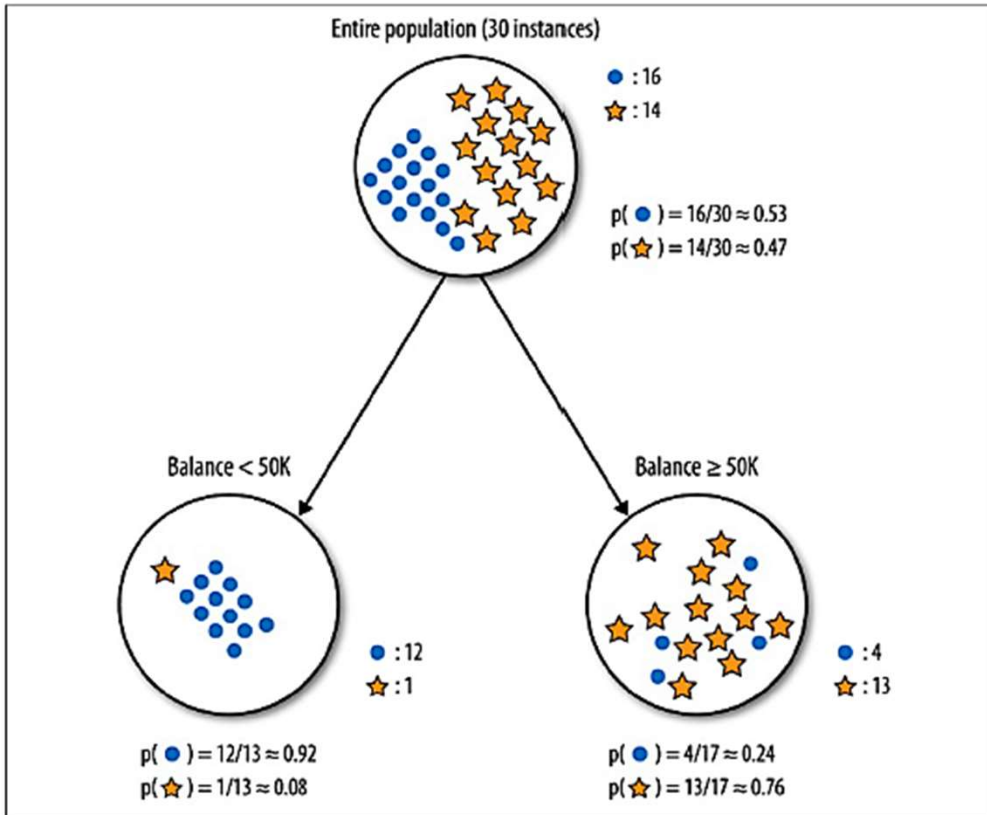 Entire population (30 instances)
: 16
: 14
p( ) = 16/30 ≈ 0.53
p( ) = 14/30 ≈ 0.47
Balance < 50K
Balance ≥ 50K
: 12
: 1
: 4
: 13
p( ) = 12/13 ≈ 0.92
p( ) = 1/13 ≈ 0.08
p( ) = 4/17 ≈ 0.24
p( ) = 13/17 ≈ 0.76